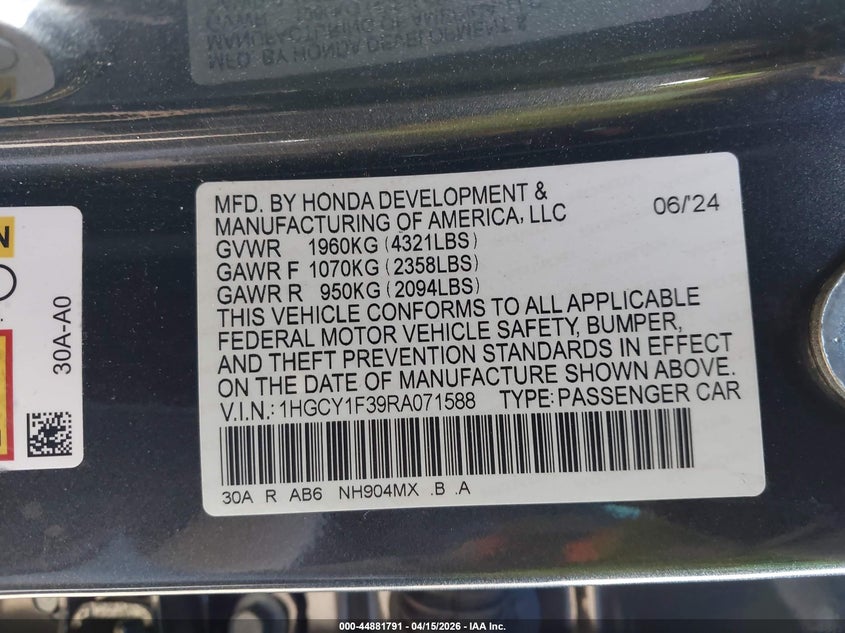 MFD. BY HONDA DEVELOPMENT &
MANUFACTURING OF AMERICA, LLC
06/'24
GVWR 1960KG (4321LBS)
GAWR F 1070KG (2358LBS)
GAWR R 950KG (2094LBS)
THIS VEHICLE CONFORMS TO ALL APPLICABLE
FEDERAL MOTOR VEHICLE SAFETY, BUMPER,
AND THEFT PREVENTION STANDARDS IN EFFECT
ON THE DATE OF MANUFACTURE SHOWN ABOVE.
V.I.N.: 1HGCY1F39RA071588 TYPE: PASSENGER CAR
30A R AB6 NH904MX .B .A
30A-A0
N
000-44881791 - 04/15/2026 - IAA Inc.